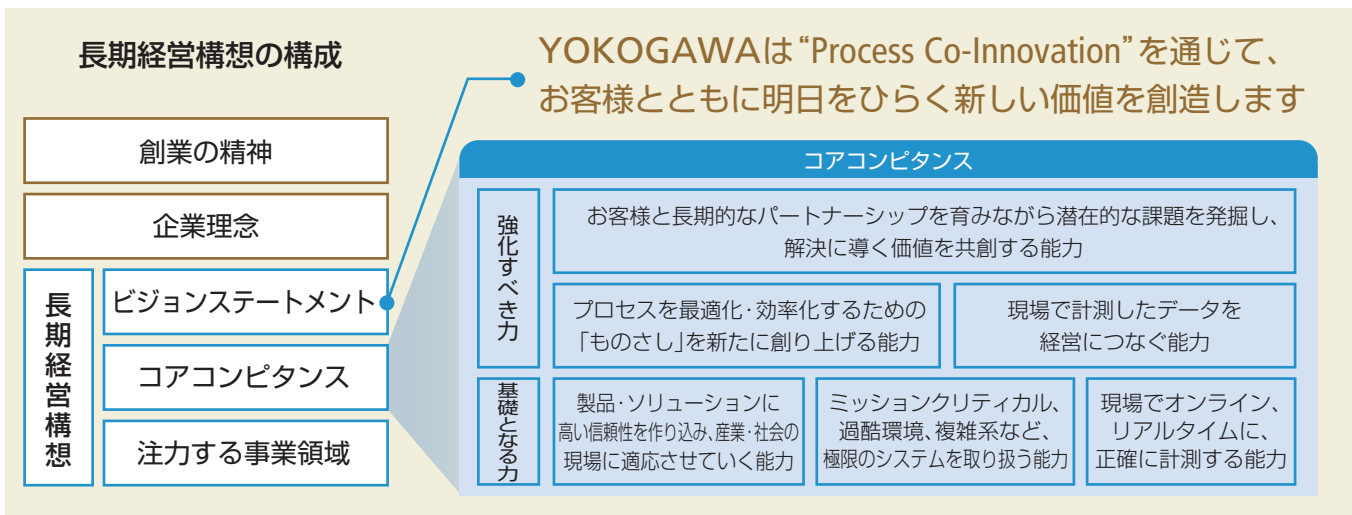 長期経営構想の構成
創業の精神
企業理念
長期経営構想
ビジョンステートメント
コアコンピタンス
注力する事業領域
YOKOGAWAは“Process Co-Innovation”を通じて、
お客様とともに明日をひらく新しい価値を創造します
コアコンピタンス
強化すべき力
お客様と長期的なパートナーシップを育みながら潜在的な課題を発掘し、
解決に導く価値を共創する能力
プロセスを最適化・効率化するための
「ものさし」を新たに創り上げる能力
現場で計測したデータを
経営につなぐ能力
基礎となる力
製品・ソリューションに
高い信頼性を作り込み、産業・社会の
現場に適応させていく能力
ミッションクリティカル、
過酷環境、複雑系など、
極限のシステムを取り扱う能力
現場でオンライン、
リアルタイムに、
正確に計測する能力